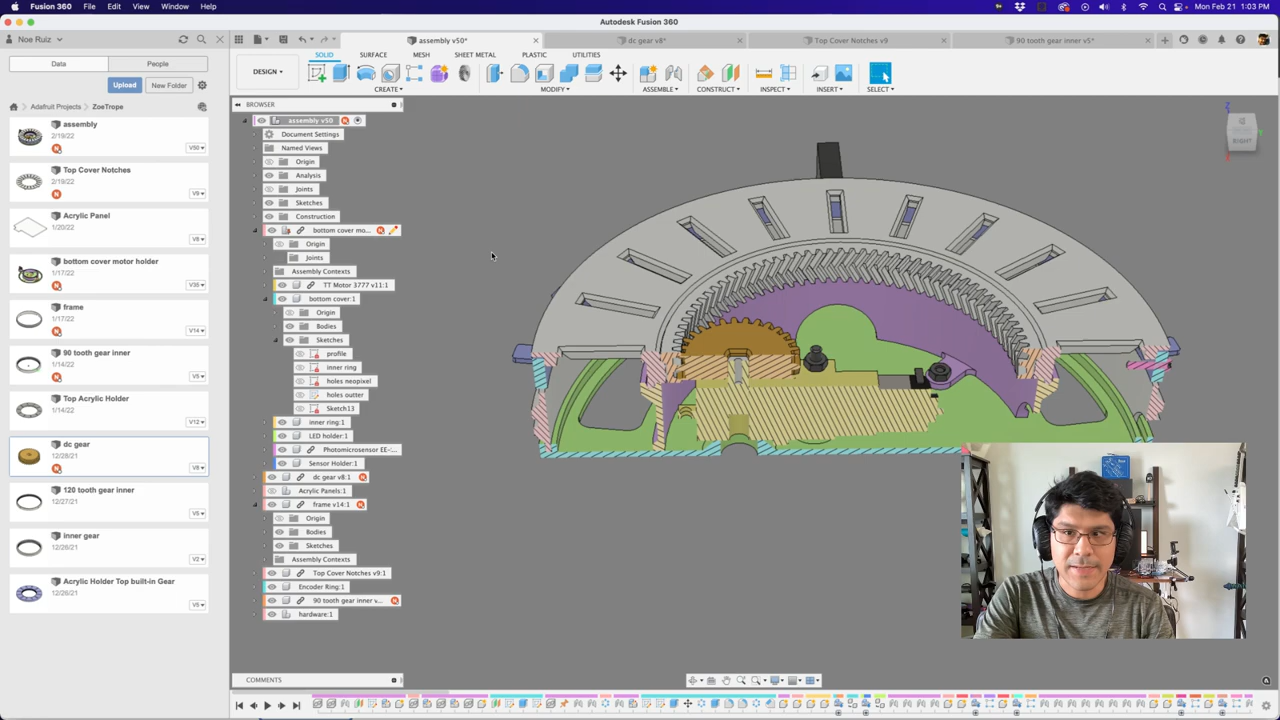 Fusion 360 File Edit View Window Help
Mon Feb 21 1:03 PM
Autodesk Fusion 360
Noe Ruiz
assembly v50*
dc gear v8*
Top Cover Notches v9
90 tooth gear inner v5*
SOLID SURFACE MESH SHEET METAL PLASTIC UTILITIES
Data People
DESIGN
Upload New Folder
CREATE MODIFY ASSEMBLE CONSTRUCT INSPECT INSERT SELECT
Adafruit Projects ZoeTrope
BROWSER
assembly
2/19/22
V50
Top Cover Notches
2/19/22
V9
Acrylic Panel
1/20/22
V8
bottom cover motor holder
1/17/22
frame
1/17/22
V14
90 tooth gear inner
1/14/22
V5
Top Acrylic Holder
1/14/22
V12
dc gear
12/28/21
V8
120 tooth gear inner
12/27/21
V5
inner gear
12/26/21
V2
Acrylic Holder Top built-in Gear
12/26/21
V5
assembly v50
Document Settings
Named Views
Origin
Analysis
Joints
Sketches
Construction
bottom cover mo...
Origin
Joints
Assembly Contexts
TT Motor 3777 v11:1
bottom cover:1
Origin
Bodies
Sketches
profile
inner ring
holes neopixel
holes outter
Sketch13
inner ring:1
LED holder:1
Photomicrosensor EE-...
Sensor Holder:1
dc gear v8:1
Acrylic Panels:1
frame v14:1
Origin
Bodies
Sketches
Assembly Contexts
Top Cover Notches v9:1
Encoder Ring:1
90 tooth gear inner v...
hardware:1
RIGHT
COMMENTS